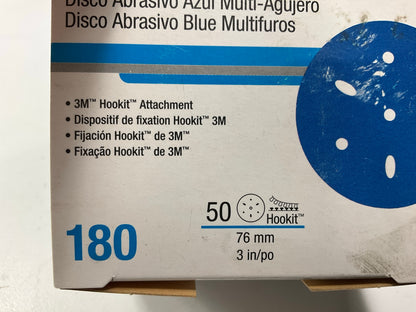 Disco Abrasivo Azul Multi-Agujero
Disco Abrasivo Blue Multifuros
• 3M™ Hookit™ Attachment
• Dispositif de fixation Hookit™ 3M
• Fijación Hookit™ de 3M™
• Fixação Hookit™ de 3M™
50 Hookit™
180
76 mm
3 in/po